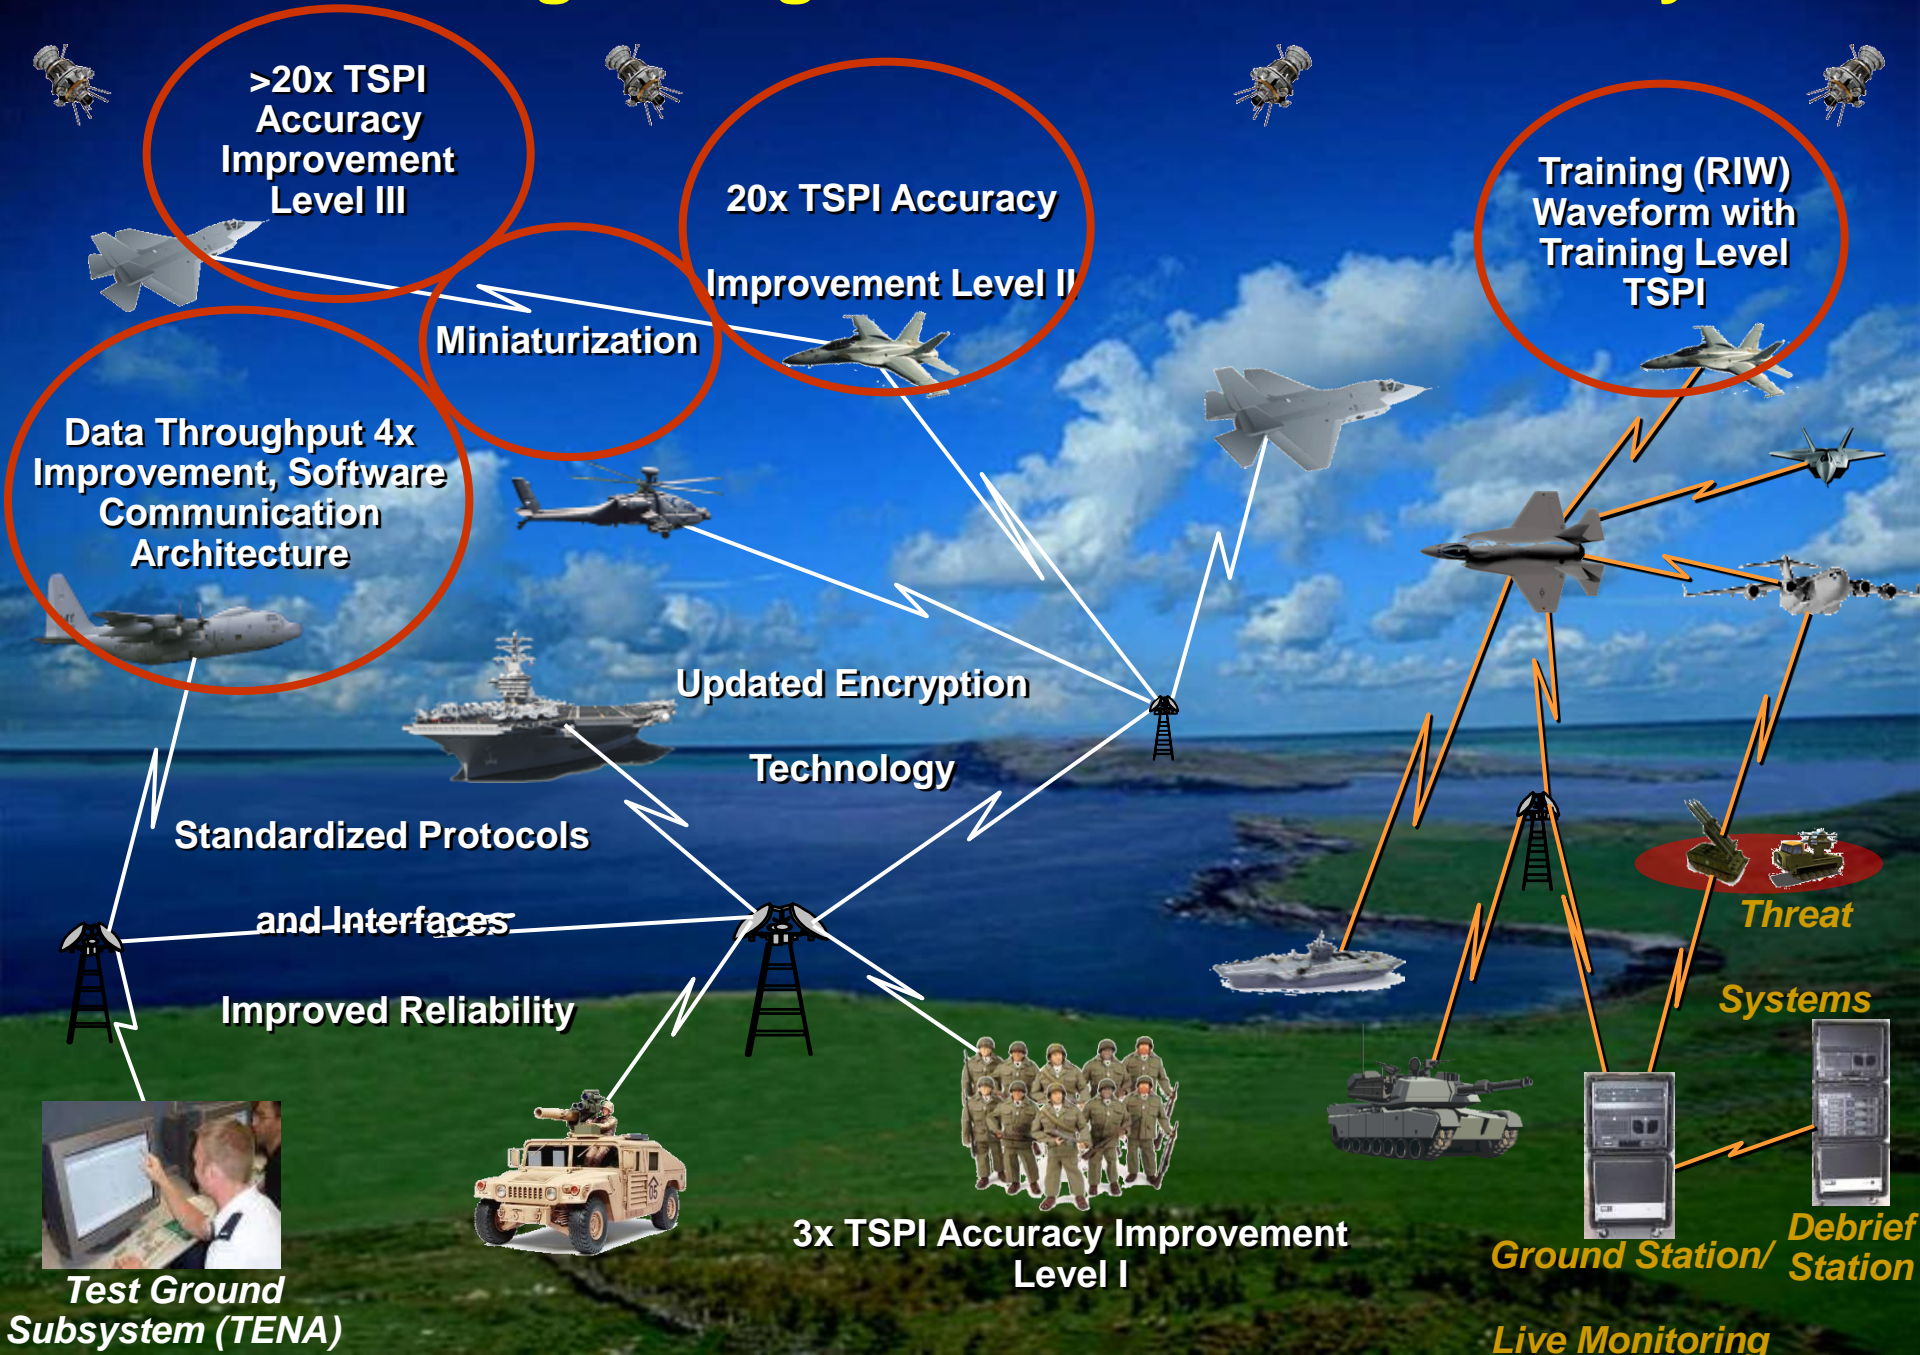 >20x TSPI
Accuracy
Improvement
Level III
20x TSPI Accuracy
Improvement Level II
Training (RIW)
Waveform with
Training Level
TSPI
Miniaturization
Data Throughput 4x
Improvement, Software
Communication
Architecture
Updated Encryption
Technology
Standardized Protocols
and Interfaces
Improved Reliability
Threat
Systems
3x TSPI Accuracy Improvement
Level I
Test Ground
Subsystem (TENA)
Ground Station/
Live Monitoring
Debrief
Station